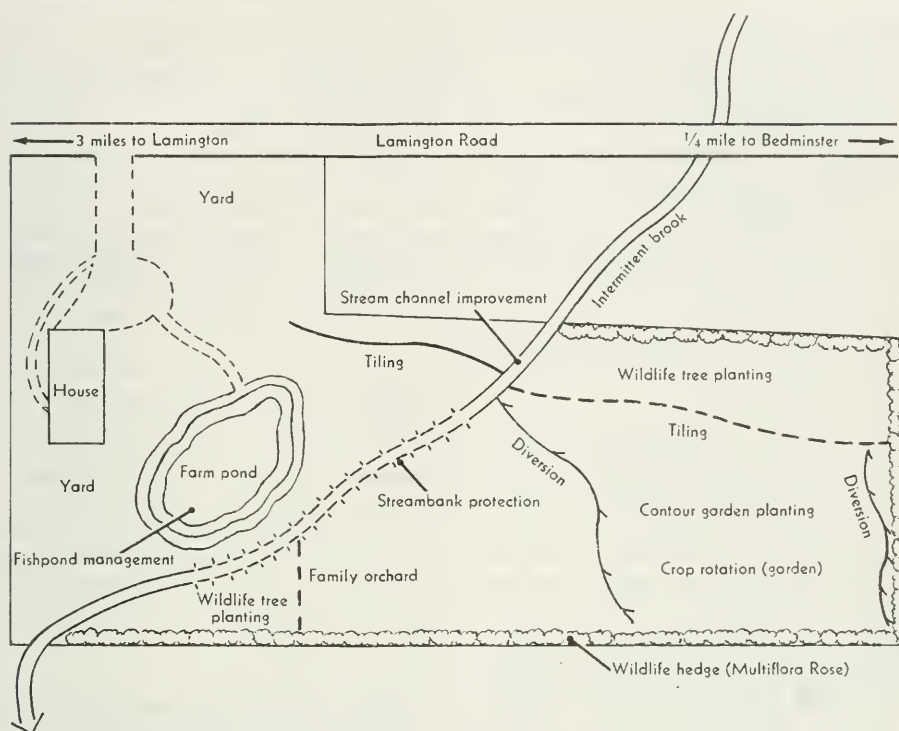 3 miles to Lamington
Lamington Road
1/4 mile to Bedminster
Yard
Intermittent brook
Stream channel improvement
Tiling
Wildlife tree planting
House
Tiling
Farm pond
Diversion
Diversion
Yard
Streambank protection
Contour garden planting
Fishpond management
Family orchard
Crop rotation (garden)
Wildlife tree
planting
Wildlife hedge (Multiflora Rose)